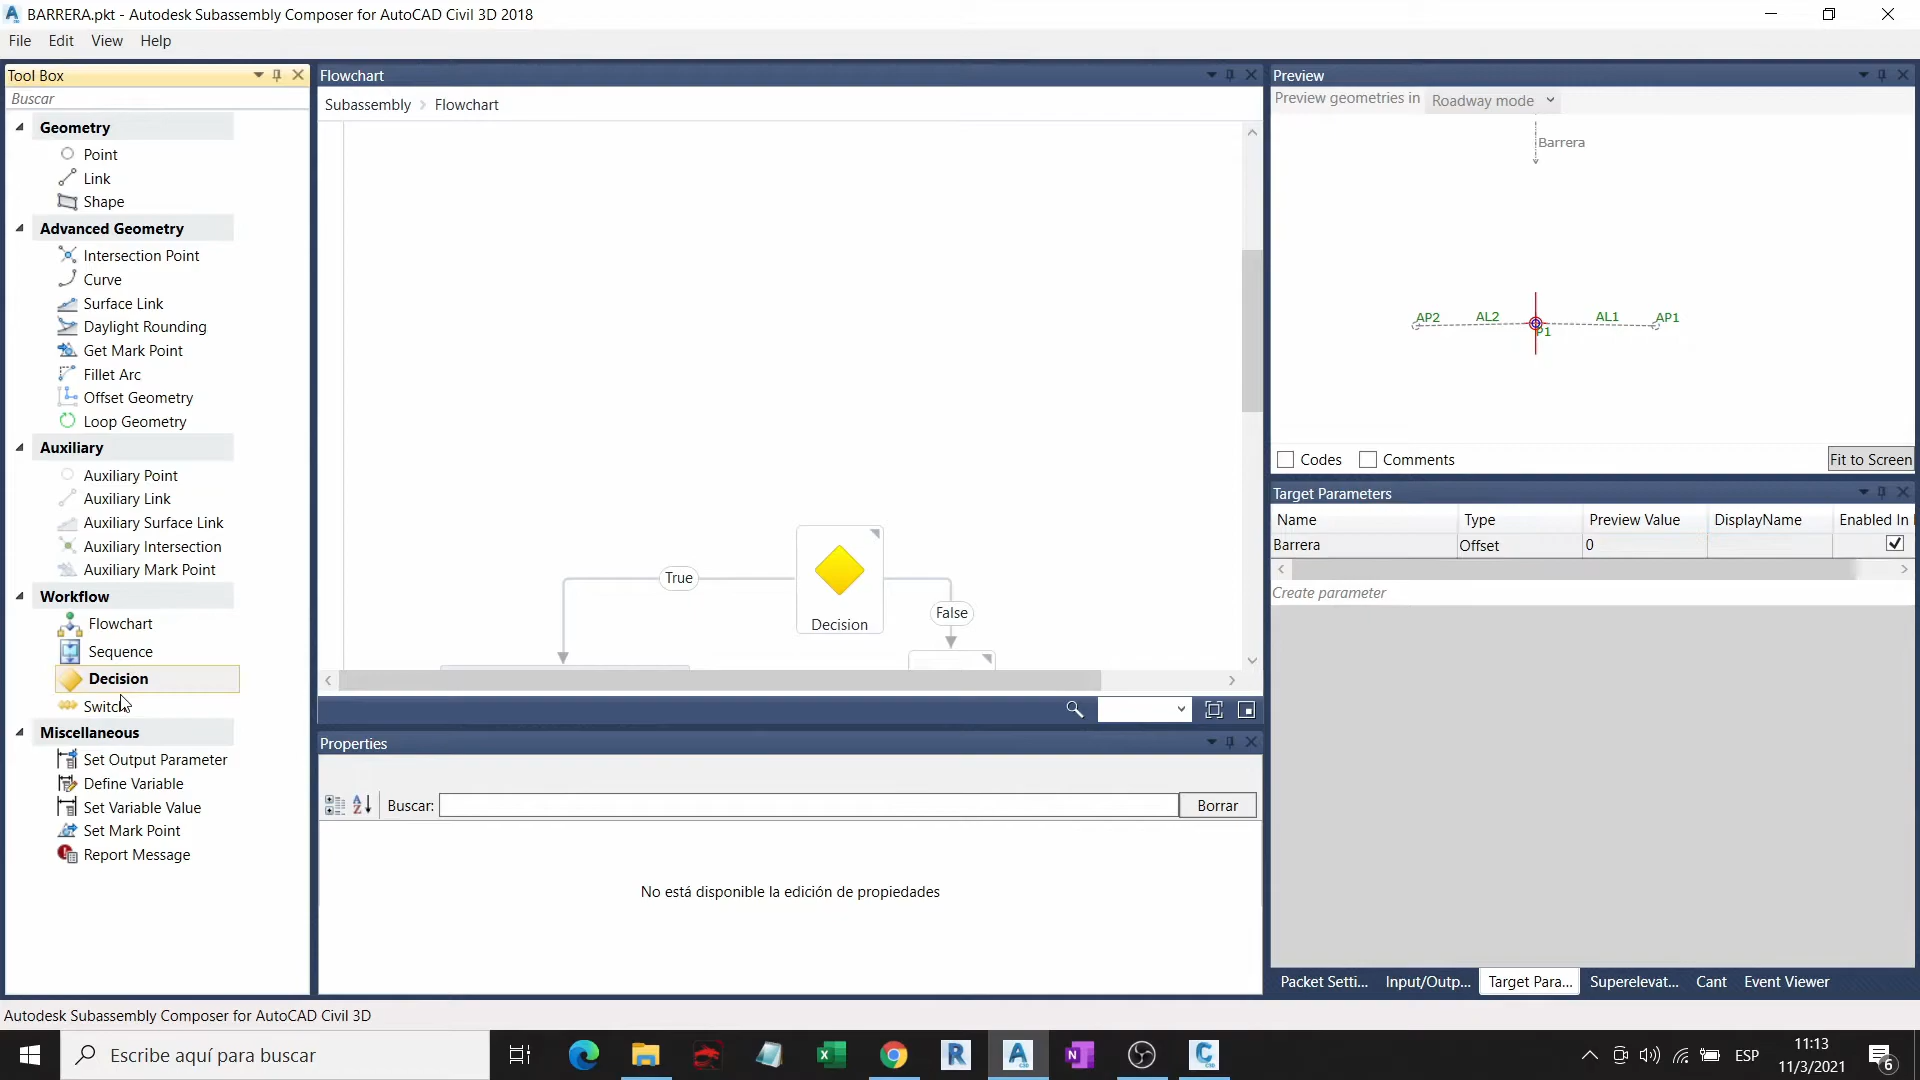 BARRERA.pkt - Autodesk Subassembly Composer for AutoCAD Civil 3D 2018
File Edit View Help
Tool Box
Buscar
Geometry
Point
Link
Shape
Advanced Geometry
Intersection Point
Curve
Surface Link
Daylight Rounding
Get Mark Point
Fillet Arc
Offset Geometry
Loop Geometry
Auxiliary
Auxiliary Point
Auxiliary Link
Auxiliary Surface Link
Auxiliary Intersection
Auxiliary Mark Point
Workflow
Flowchart
Sequence
Decision
Switch
Miscellaneous
Set Output Parameter
Define Variable
Set Variable Value
Set Mark Point
Report Message
Flowchart
Subassembly > Flowchart
True
Decision
False
Properties
Buscar:
Borrar
No está disponible la edición de propiedades
Preview
Preview geometries in Roadway mode
Barrera
AP2 AL2 P1 AL1 AP1
Codes Comments Fit to Screen
Target Parameters
Name Type Preview Value DisplayName Enabled In
Barrera Offset 0
Create parameter
Packet Setti... Input/Outp... Target Para... Superelevat... Cant Event Viewer
Autodesk Subassembly Composer for AutoCAD Civil 3D
Escribe aquí para buscar
ESP
11:13
11/3/2021
6